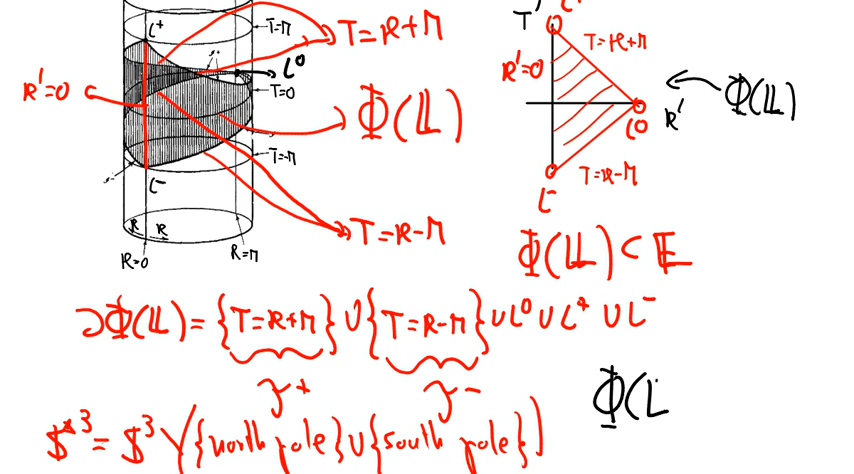 L⁺
T=π
T=R+π
L⁰
T=0
R'=0
Φ(𝕃)
T=-π
L⁻
T=R-π
R R
R=0
R=π
T'
L⁺
T=R+π
R'=0
L⁰
R'
Φ(𝕃)
T=R-π
L⁻
Φ(𝕃) ⊂ 𝔼
∂Φ(𝕃) = {T=R+π} ∪ {T=R-π} ∪ L⁰ ∪ L⁺ ∪ L⁻
𝒥⁺ 𝒥⁻
Φ(L
𝕊*³ = 𝕊³ \ {north pole} ∪ {south pole}